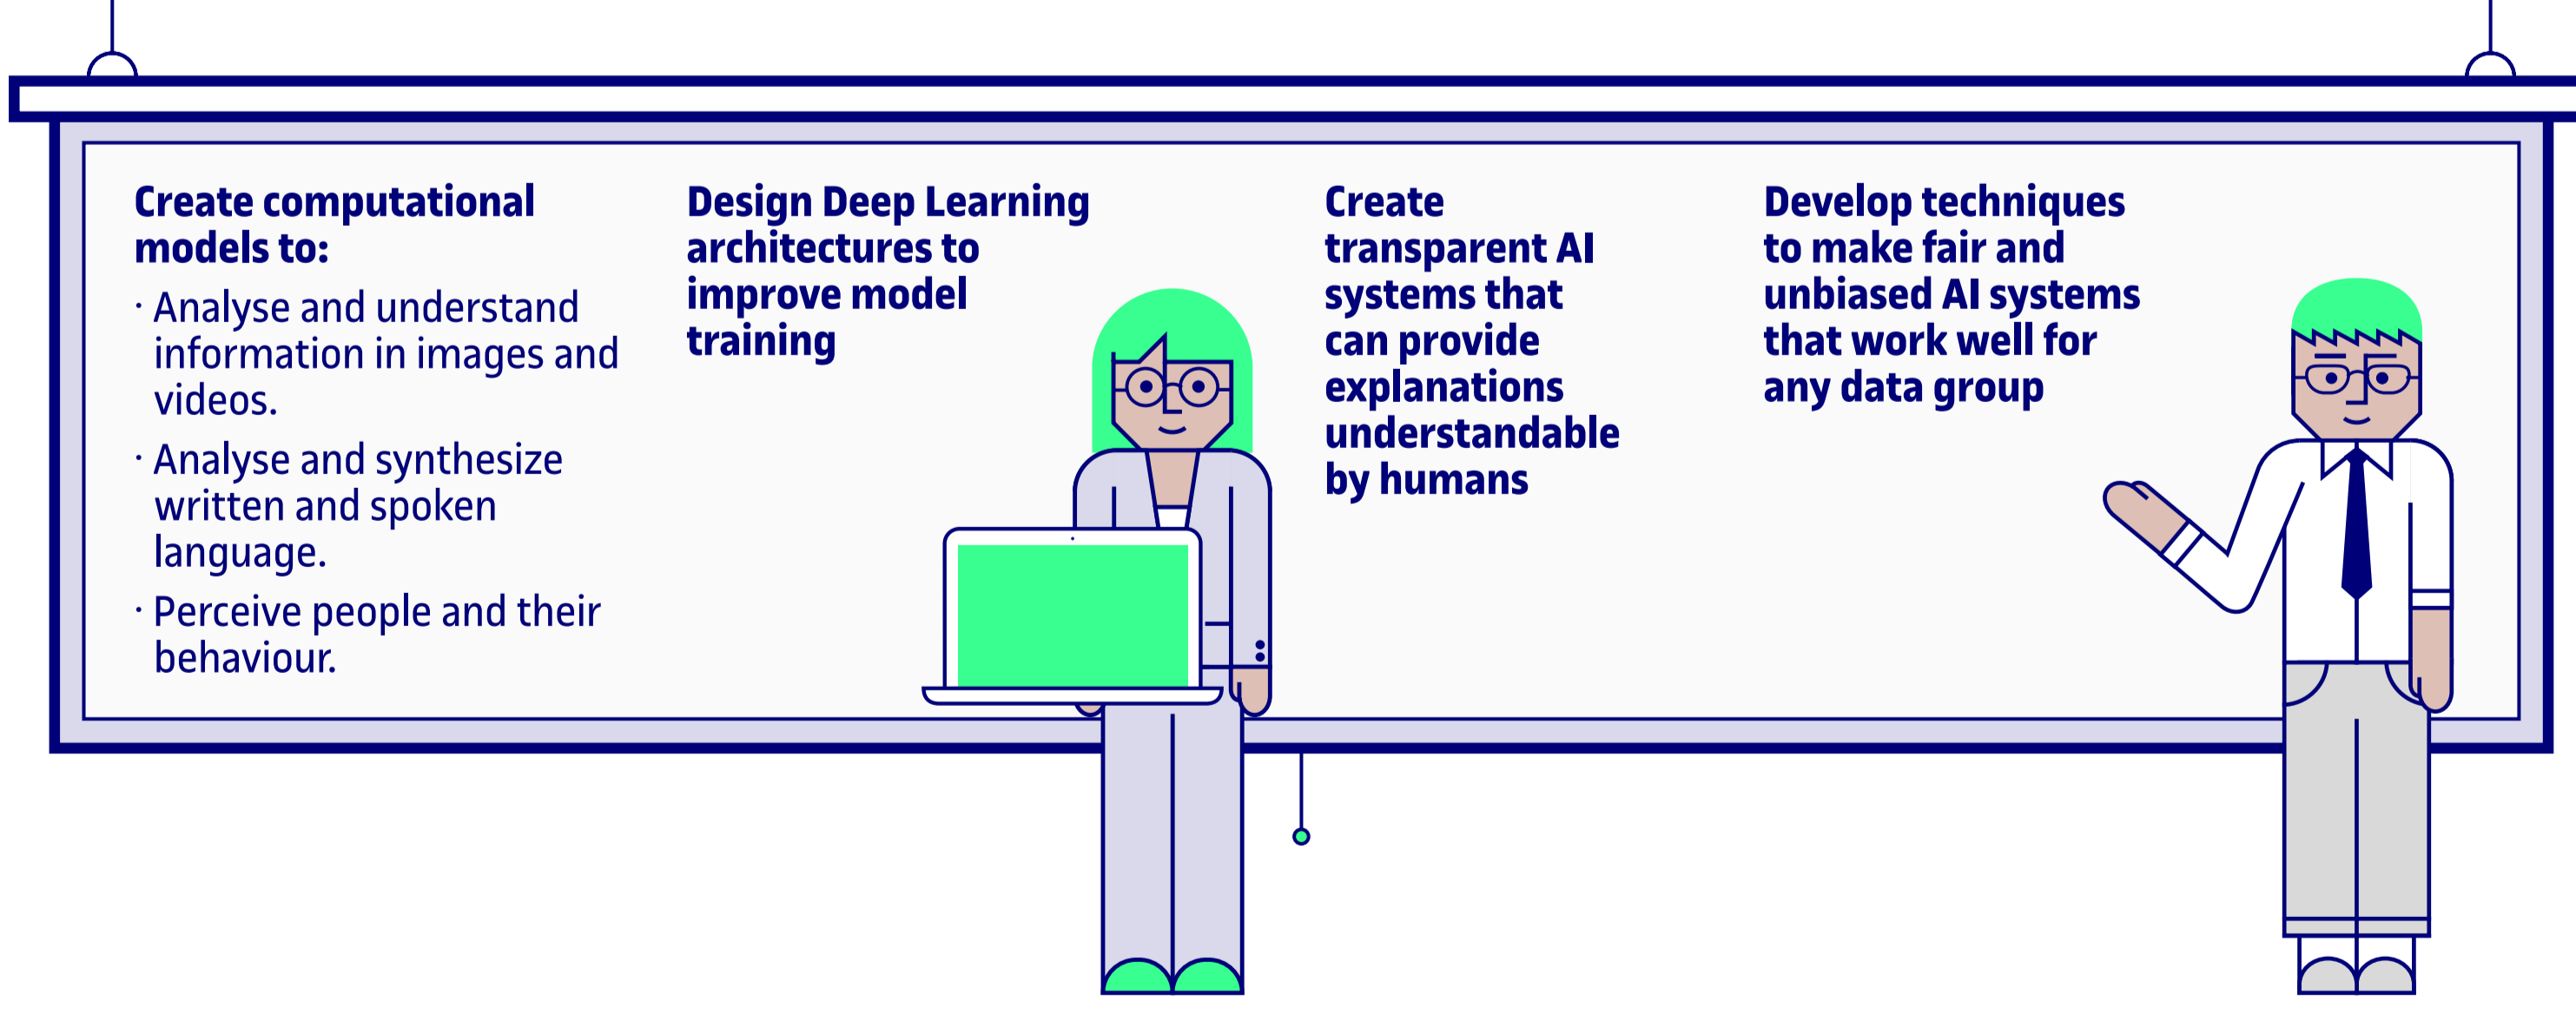 Create computational
models to:
· Analyse and understand
information in images and
videos.
· Analyse and synthesize
written and spoken
language.
· Perceive people and their
behaviour.
Design Deep Learning
architectures to
improve model
training
Create
transparent AI
systems that
can provide
explanations
understandable
by humans
Develop techniques
to make fair and
unbiased AI systems
that work well for
any data group